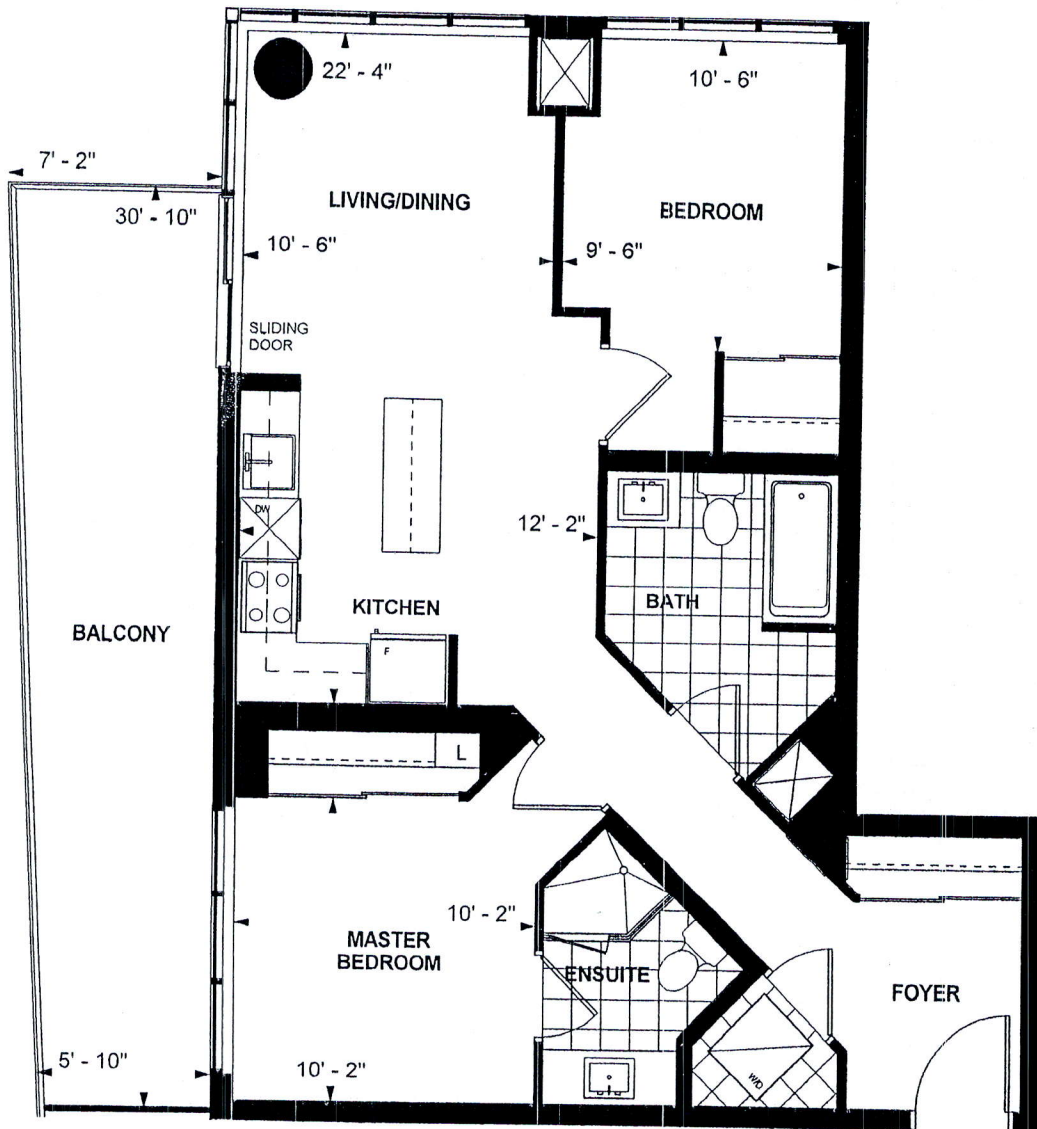 22' - 4"
10' - 6"
7' - 2"
30' - 10"
LIVING/DINING
BEDROOM
10' - 6"
9' - 6"
SLIDING
DOOR
DW
12' - 2"
KITCHEN
BATH
F
BALCONY
L
10' - 2"
MASTER
BEDROOM
ENSUITE
FOYER
5' - 10"
10' - 2"
W/D